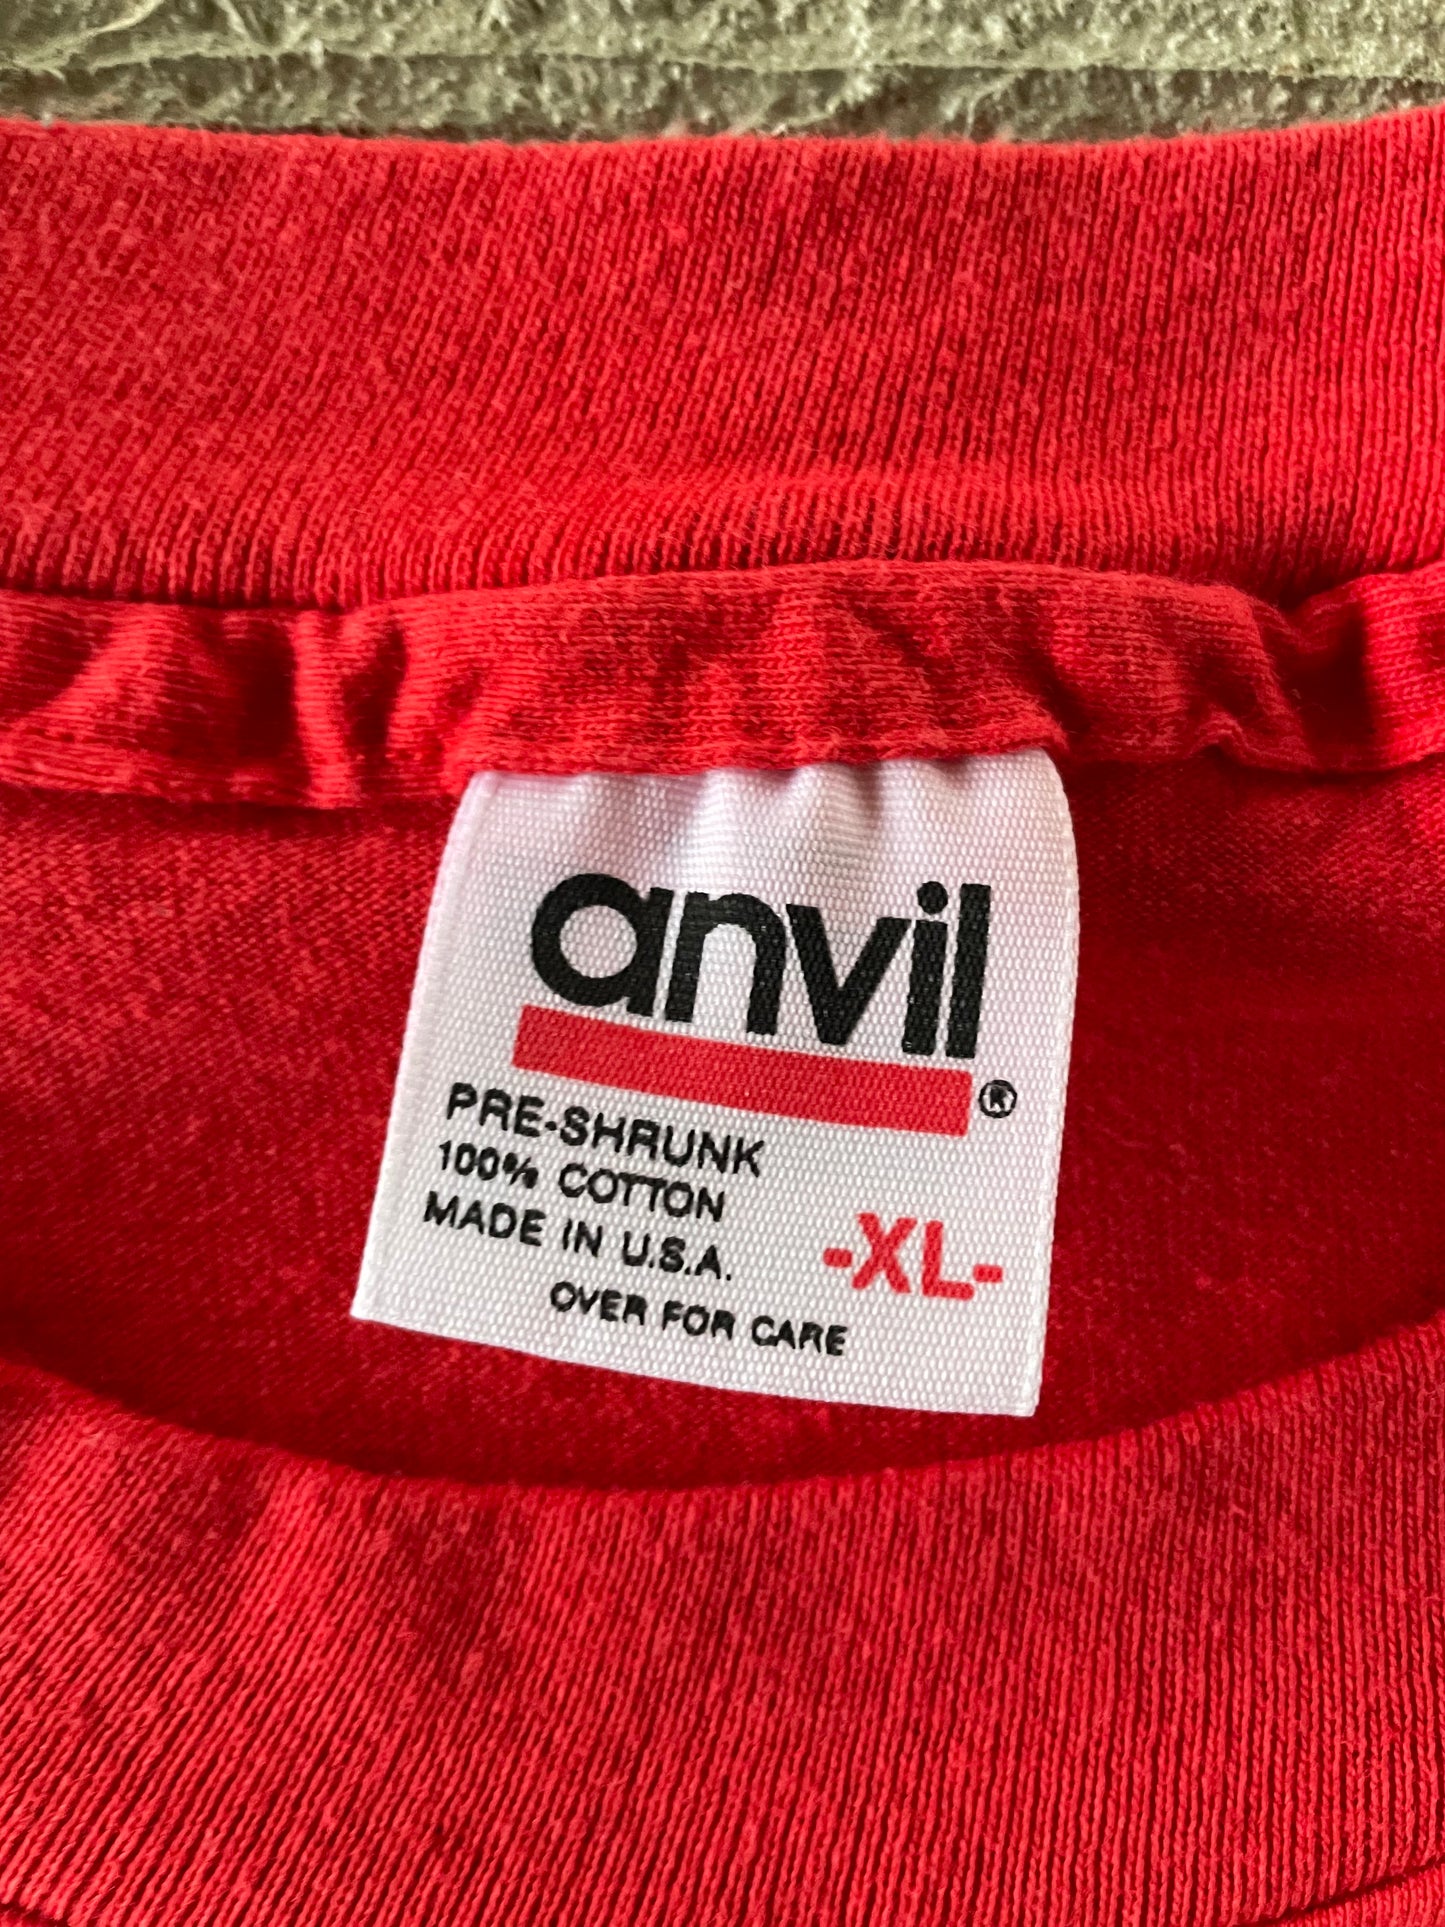 anvil®
PRE-SHRUNK
100% COTTON
MADE IN U.S.A.
-XL-
OVER FOR CARE